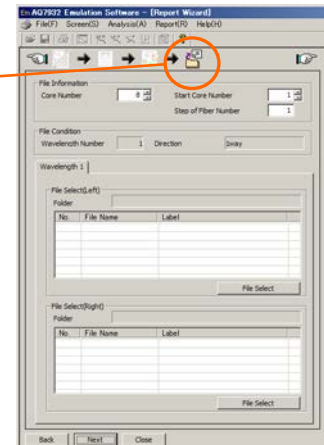 En AQ7932 Emulation Software - [Report Wizard]
File(F) Screen(S) Analysis(A) Report(R) Help(H)
File Information
Core Number 8 Start Core Number 1
Step of Fiber Number 1
File Condition
Wavelength Number 1 Direction 1way
Wavelength 1
File Select(Left)
Folder
No. File Name Label
File Select
File Select(Right)
Folder
No. File Name Label
File Select
Back Next Close